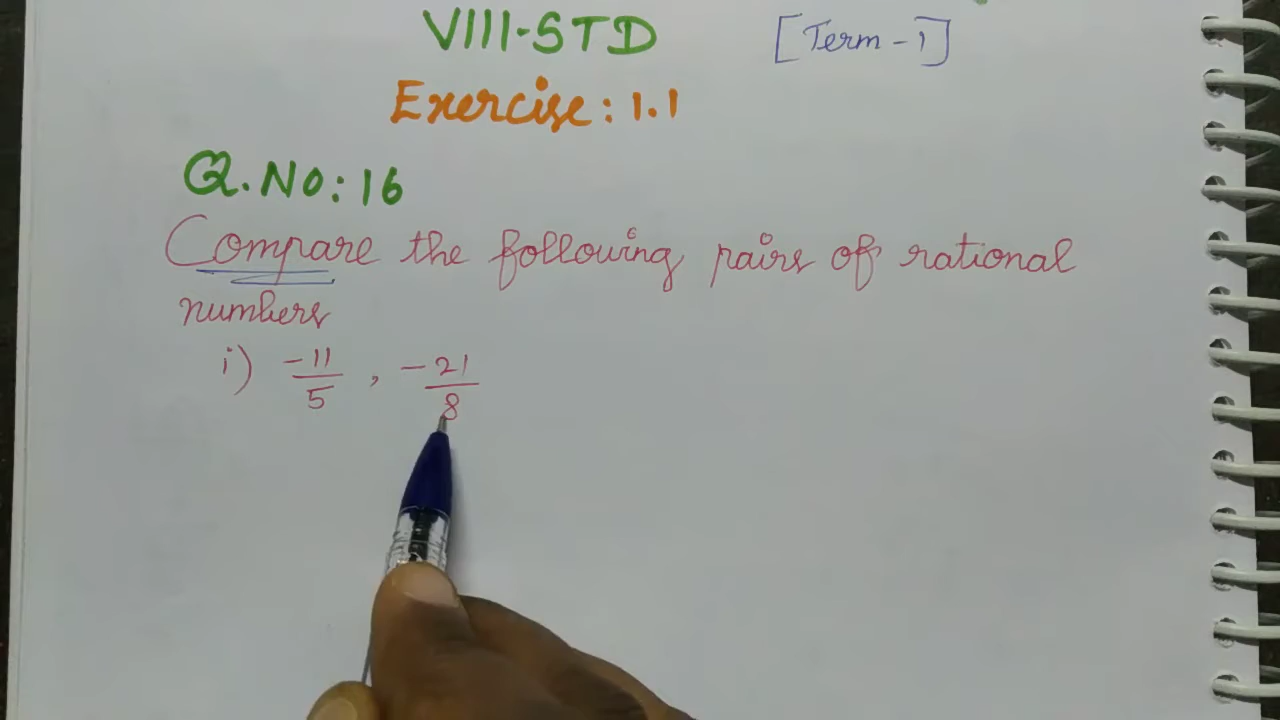 VIII-STD [Term-1]
Exercise: 1.1
Q.No: 16
Compare the following pairs of rational
numbers
i) -11/5 , -21/8